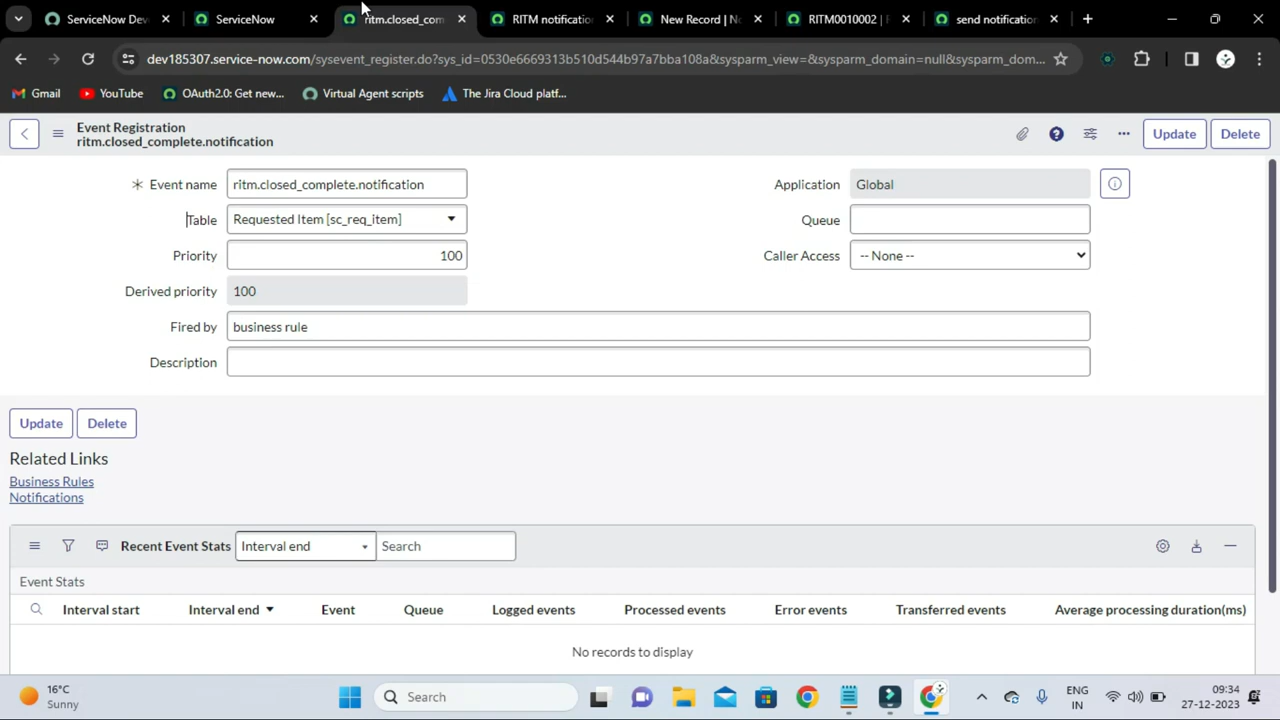 ServiceNow Dev
ServiceNow
ritm.closed_com
RITM notificatio
New Record | N
RITM0010002 |
send notification
dev185307.service-now.com/sysevent_register.do?sys_id=0530e6669313b510d544b97a7bba108a&sysparm_view=&sysparm_domain=null&sysparm_dom...
Gmail
YouTube
OAuth2.0: Get new...
Virtual Agent scripts
The Jira Cloud platf...
Event Registration
ritm.closed_complete.notification
Update
Delete
Event name
ritm.closed_complete.notification
Application
Global
Table
Requested Item [sc_req_item]
Queue
Priority
100
Caller Access
-- None --
Derived priority
100
Fired by
business rule
Description
Update
Delete
Related Links
Business Rules
Notifications
Recent Event Stats
Interval end
Search
Event Stats
Interval start
Interval end
Event
Queue
Logged events
Processed events
Error events
Transferred events
Average processing duration(ms)
No records to display
16°C
Sunny
Search
ENG
IN
09:34
27-12-2023